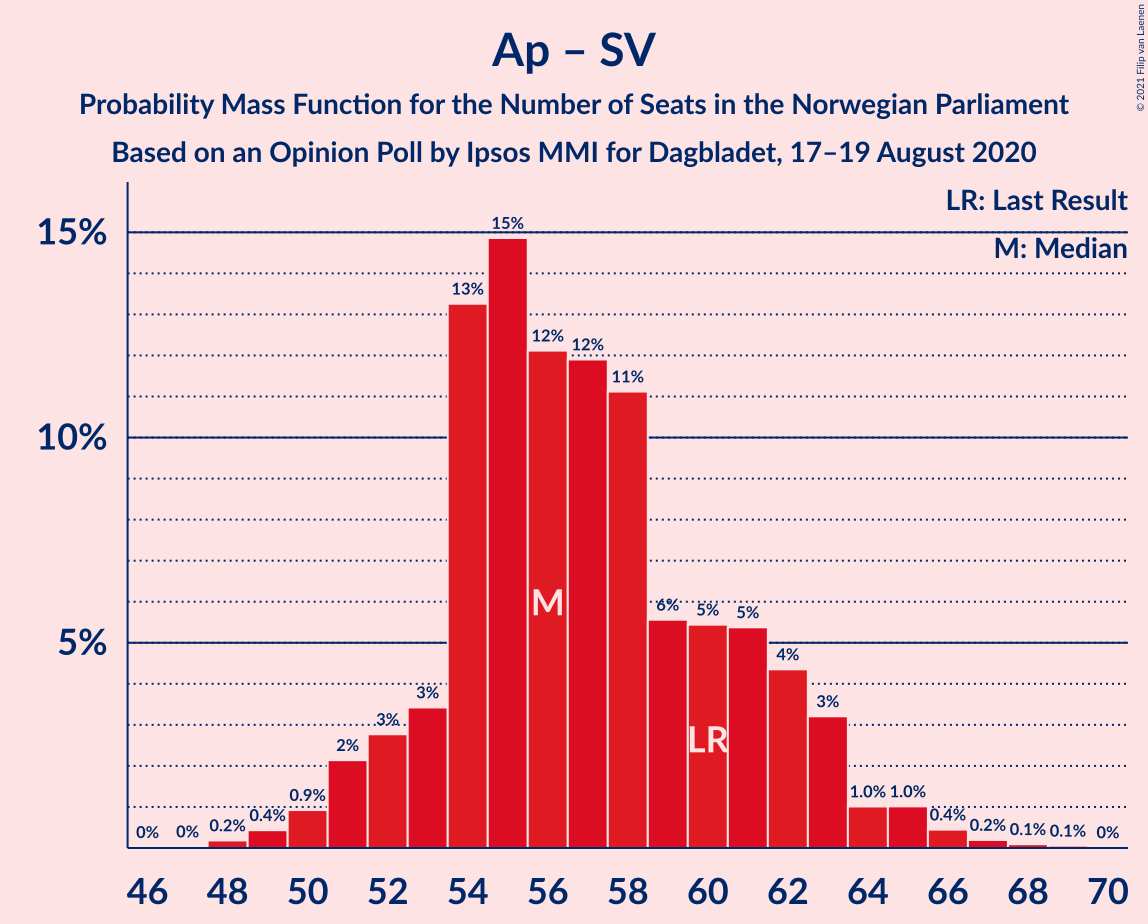 Ap – SV
Probability Mass Function for the Number of Seats in the Norwegian Parliament
Based on an Opinion Poll by Ipsos MMI for Dagbladet, 17–19 August 2020
© 2021 Filip van Laenen
LR: Last Result
M: Median
15%
10%
5%
0% 0% 0.2% 0.4% 0.9% 2% 3% 3% 13% 15% 12% 12% 11% 6% 5% 5% 4% 3% 1.0% 1.0% 0.4% 0.2% 0.1% 0.1% 0%
M
LR
46 48 50 52 54 56 58 60 62 64 66 68 70